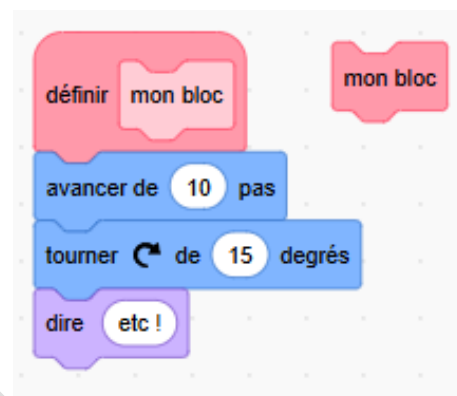 mon bloc
définir mon bloc
avancer de 10 pas
tourner de 15 degrés
dire etc !